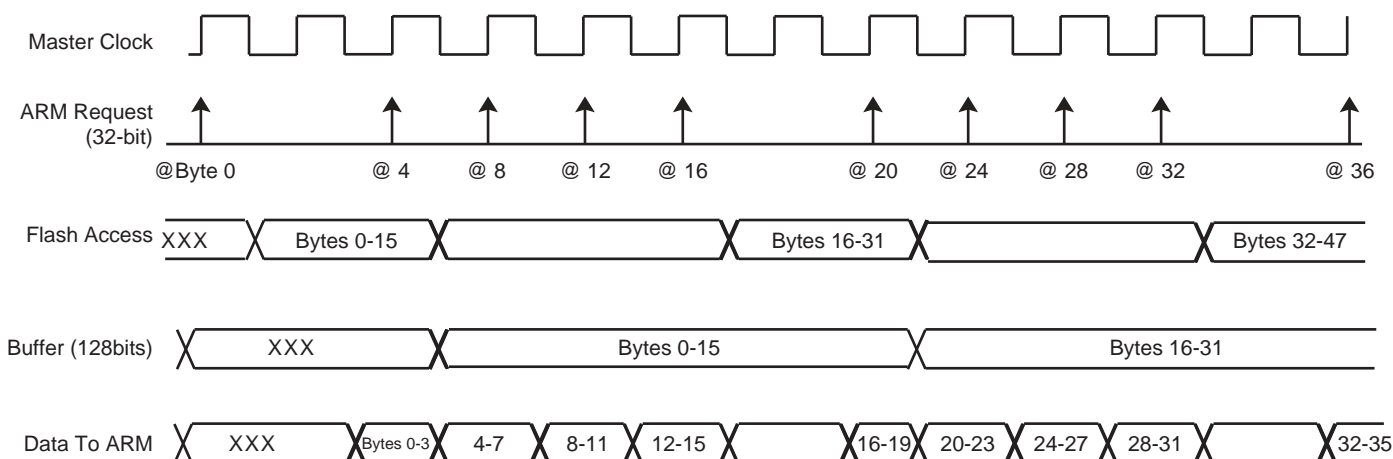 Master Clock
ARM Request
(32-bit)
@Byte 0 @ 4 @ 8 @ 12 @ 16 @ 20 @ 24 @ 28 @ 32 @ 36
Flash Access XXX Bytes 0-15 Bytes 16-31 Bytes 32-47
Buffer (128bits) XXX Bytes 0-15 Bytes 16-31
Data To ARM XXX Bytes 0-3 4-7 8-11 12-15 16-19 20-23 24-27 28-31 32-35